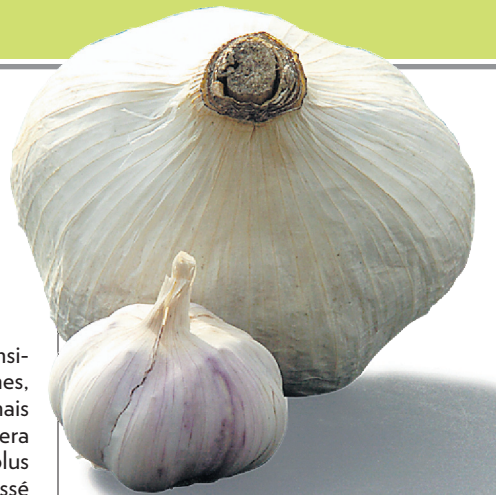 nsi-
nes,
nais
era
plus
ssé